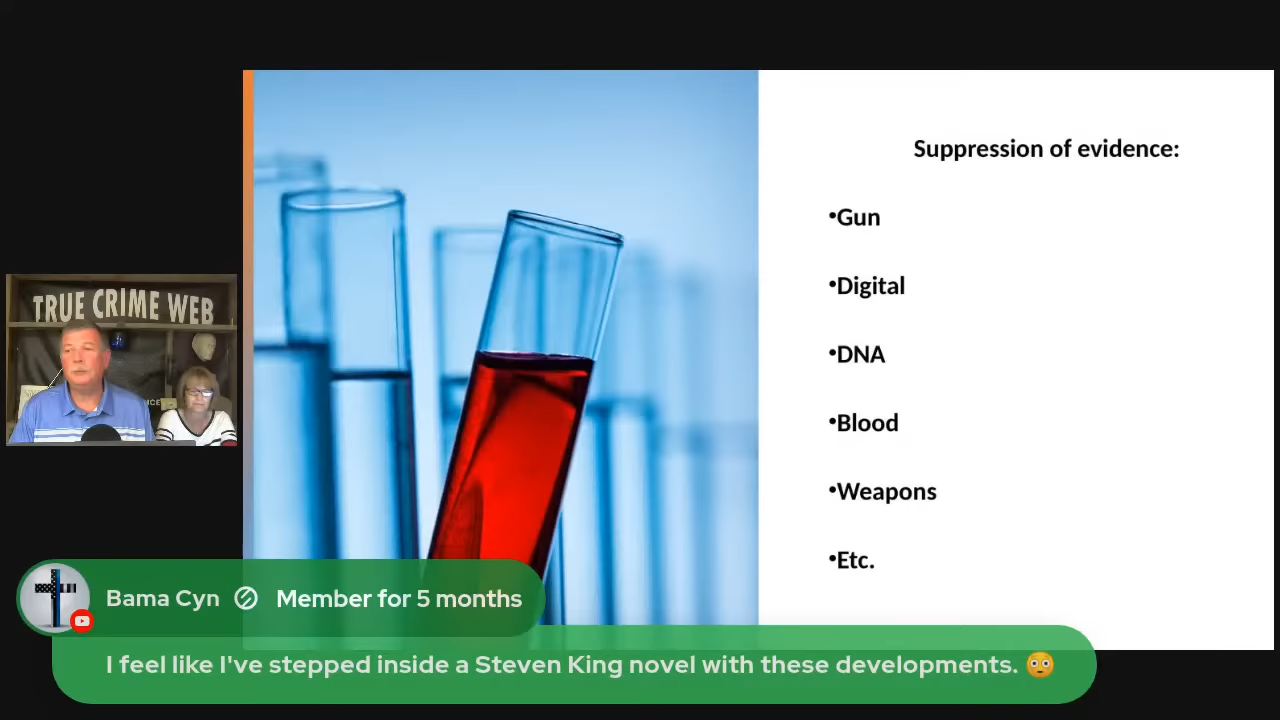 TRUE CRIME WEB
Suppression of evidence:
•Gun
•Digital
•DNA
•Blood
•Weapons
•Etc.
Bama Cyn Member for 5 months
I feel like I've stepped inside a Steven King novel with these developments. 😳